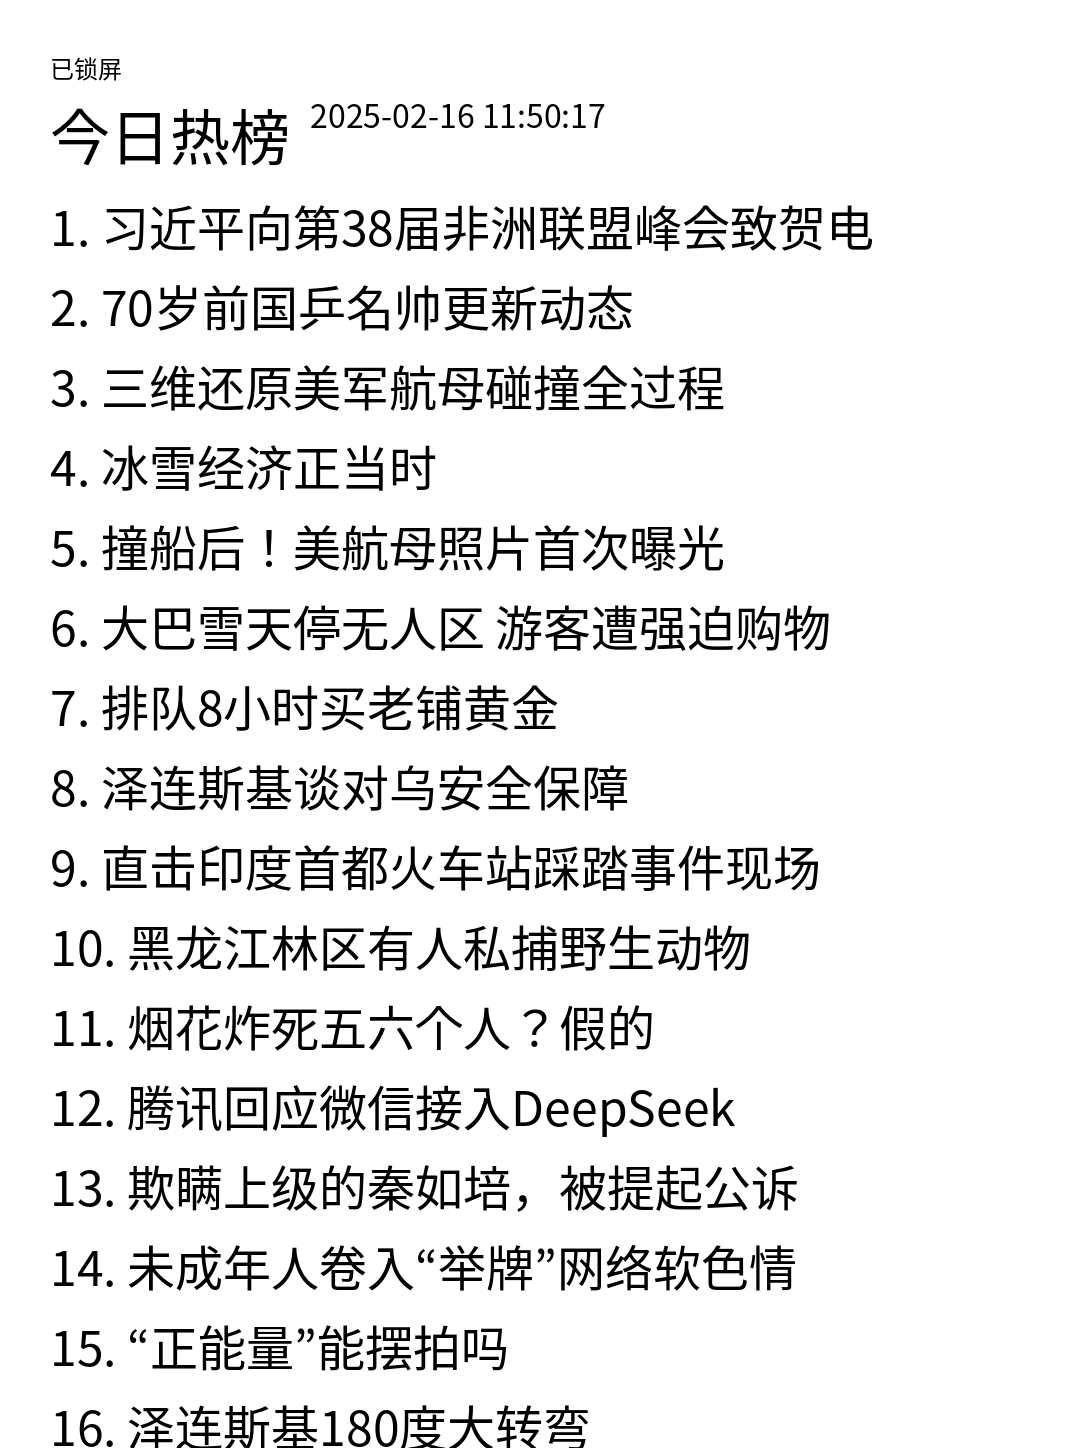 已锁屏
今日热榜 2025-02-16 11:50:17
1. 习近平向第38届非洲联盟峰会致贺电
2. 70岁前国乒名帅更新动态
3. 三维还原美军航母碰撞全过程
4. 冰雪经济正当时
5. 撞船后！美航母照片首次曝光
6. 大巴雪天停无人区 游客遭强迫购物
7. 排队8小时买老铺黄金
8. 泽连斯基谈对乌安全保障
9. 直击印度首都火车站踩踏事件现场
10. 黑龙江林区有人私捕野生动物
11. 烟花炸死五六个人？假的
12. 腾讯回应微信接入DeepSeek
13. 欺瞒上级的秦如培，被提起公诉
14. 未成年人卷入“举牌”网络软色情
15. “正能量”能摆拍吗
16. 泽连斯基180度大转弯